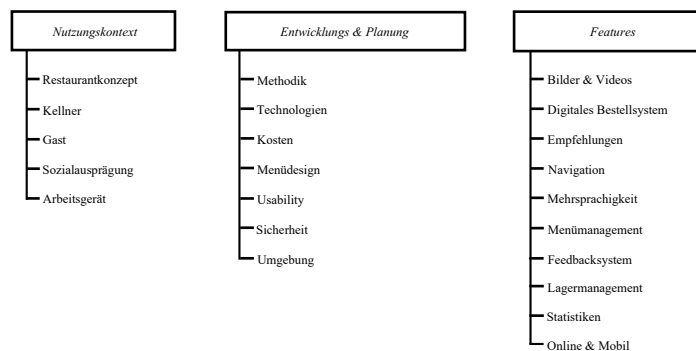 Nutzungskontext
Restaurantkonzept
Kellner
Gast
Sozialausprägung
Arbeitsgerät
Entwicklungs & Planung
Methodik
Technologien
Kosten
Menüdesign
Usability
Sicherheit
Umgebung
Features
Bilder & Videos
Digitales Bestellsystem
Empfehlungen
Navigation
Mehrsprachigkeit
Menümanagement
Feedbacksystem
Lagermanagement
Statistiken
Online & Mobil